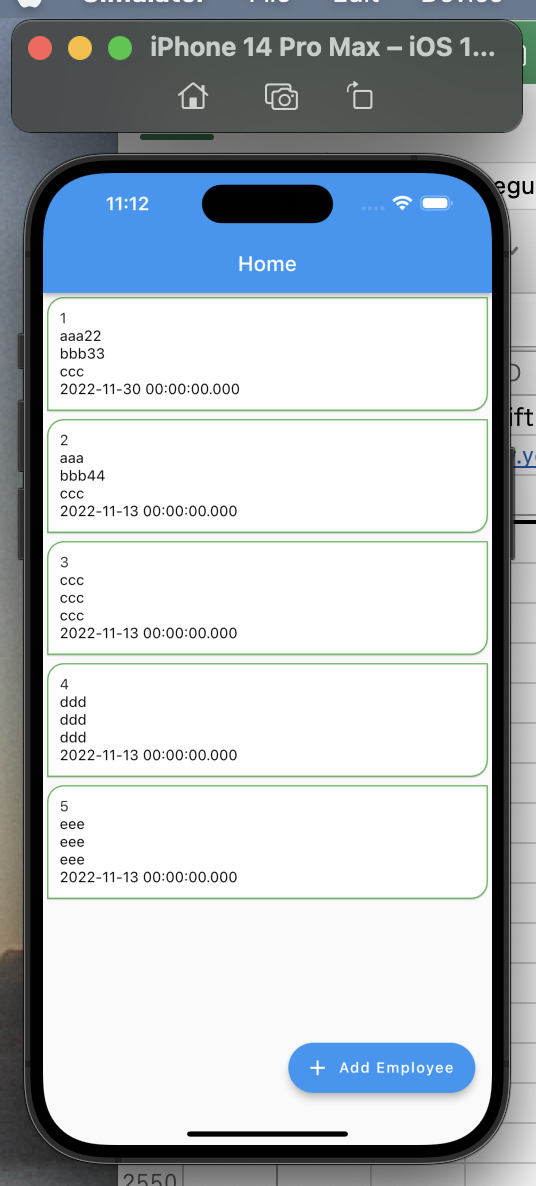 iPhone 14 Pro Max – iOS 1...
11:12
Home
1
aaa22
bbb33
ccc
2022-11-30 00:00:00.000
2
aaa
bbb44
ccc
2022-11-13 00:00:00.000
3
ccc
ccc
ccc
2022-11-13 00:00:00.000
4
ddd
ddd
ddd
2022-11-13 00:00:00.000
5
eee
eee
eee
2022-11-13 00:00:00.000
+ Add Employee
2550